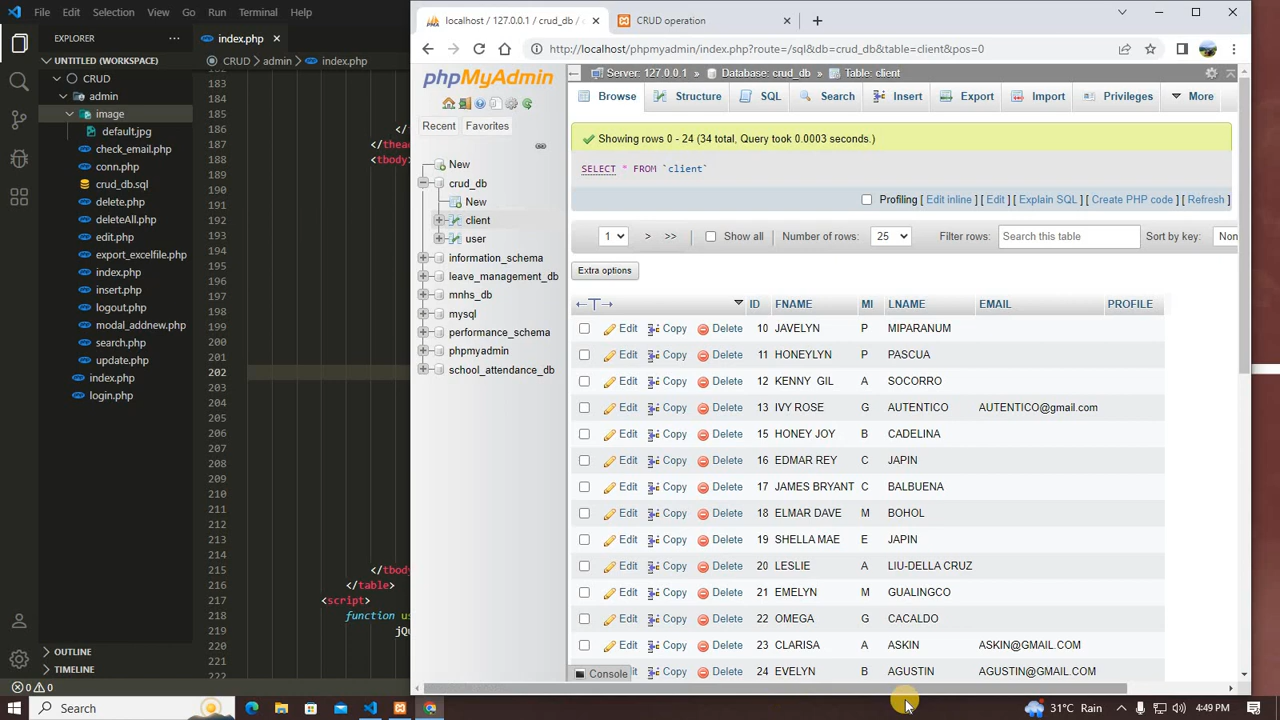 File Edit Selection View Go Run Terminal Help
EXPLORER ...
UNTITLED (WORKSPACE)
CRUD
admin
image
default.jpg
check_email.php
conn.php
crud_db.sql
delete.php
deleteAll.php
edit.php
export_excelfile.php
index.php
insert.php
logout.php
modal_addnew.php
search.php
update.php
index.php
login.php
OUTLINE
TIMELINE
0 0
index.php
CRUD > admin > index.php
183
184
185
186 </
187 </thea
188 <tbody
189
190
191
192
193
194
195
196
197
198
199
200
201
202
203
204
205
206
207
208
209
210
211
212
213
214
215 </tbo
216 </table>
217 <script>
218 function us
219 jQu
220
221
222
localhost / 127.0.0.1 / crud_db /
CRUD operation
http://localhost/phpmyadmin/index.php?route=/sql&db=crud_db&table=client&pos=0
phpMyAdmin
Recent Favorites
New
crud_db
New
client
user
information_schema
leave_management_db
mnhs_db
mysql
performance_schema
phpmyadmin
school_attendance_db
Server: 127.0.0.1 » Database: crud_db » Table: client
Browse Structure SQL Search Insert Export Import Privileges More
Showing rows 0 - 24 (34 total, Query took 0.0003 seconds.)
SELECT * FROM `client`
Profiling [ Edit inline ] [ Edit ] [ Explain SQL ] [ Create PHP code ] [ Refresh ]
1 > >> Show all Number of rows: 25 Filter rows: Search this table Sort by key: Non
Extra options
ID FNAME MI LNAME EMAIL PROFILE
Edit Copy Delete 10 JAVELYN P MIPARANUM
Edit Copy Delete 11 HONEYLYN P PASCUA
Edit Copy Delete 12 KENNY GIL A SOCORRO
Edit Copy Delete 13 IVY ROSE G AUTENTICO AUTENTICO@gmail.com
Edit Copy Delete 15 HONEY JOY B CADELINA
Edit Copy Delete 16 EDMAR REY C JAPIN
Edit Copy Delete 17 JAMES BRYANT C BALBUENA
Edit Copy Delete 18 ELMAR DAVE M BOHOL
Edit Copy Delete 19 SHELLA MAE E JAPIN
Edit Copy Delete 20 LESLIE A LIU-DELLA CRUZ
Edit Copy Delete 21 EMELYN M GUALINGCO
Edit Copy Delete 22 OMEGA G CACALDO
Edit Copy Delete 23 CLARISA A ASKIN ASKIN@GMAIL.COM
Edit Copy Delete 24 EVELYN B AGUSTIN AGUSTIN@GMAIL.COM
Console
Search
31°C Rain 4:49 PM